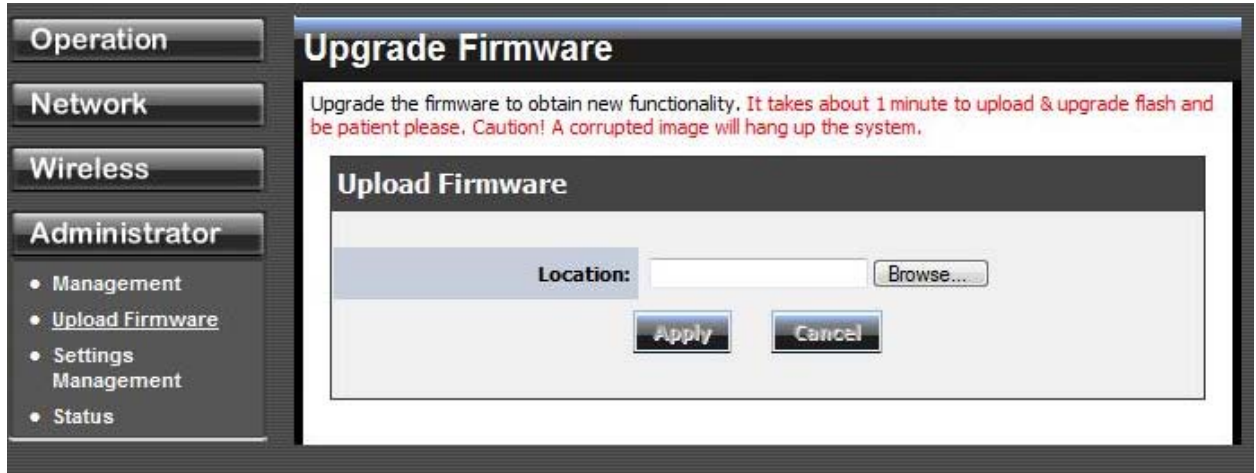 Operation
Network
Wireless
Administrator
Management
Upload Firmware
Settings
Management
Status
Upgrade Firmware
Upgrade the firmware to obtain new functionality. It takes about 1 minute to upload & upgrade flash and
be patient please. Caution! A corrupted image will hang up the system.
Upload Firmware
Location:
Browse...
Apply
Cancel